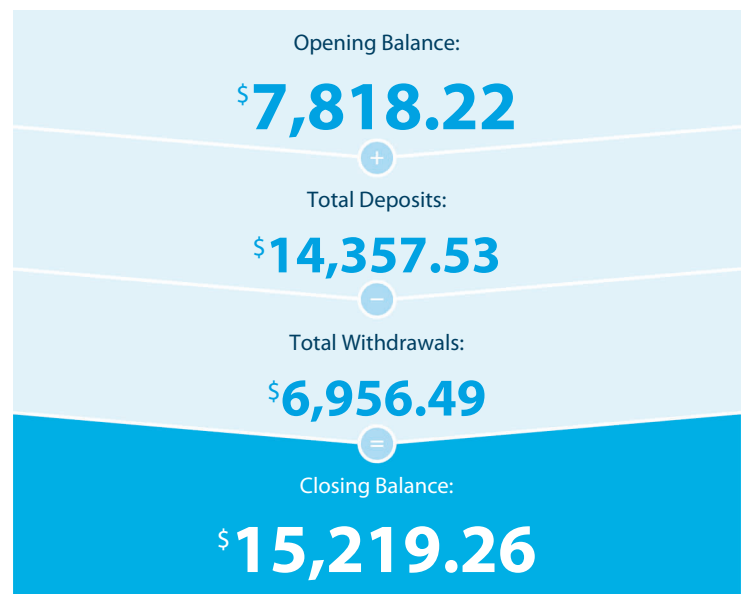 Opening Balance:
$7,818.22
+
Total Deposits:
$14,357.53
−
Total Withdrawals:
$6,956.49
=
Closing Balance:
$15,219.26